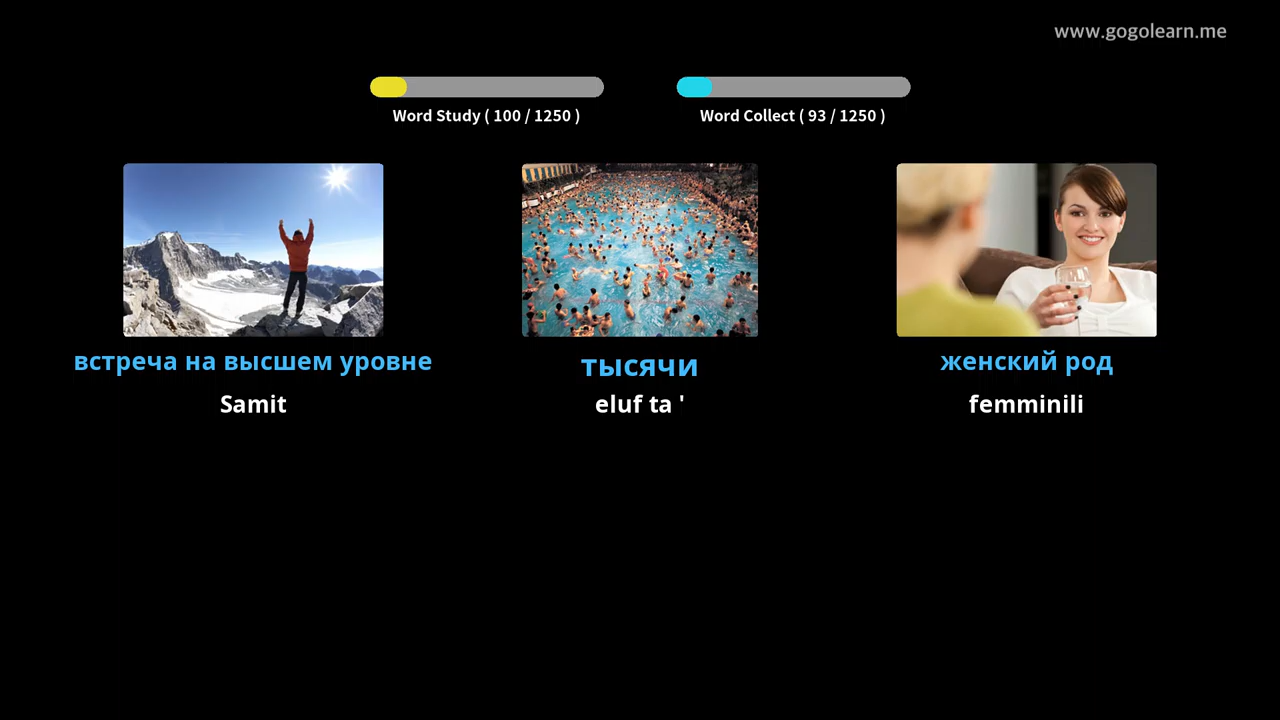 www.gogolearn.me
Word Study ( 100 / 1250 )
Word Collect ( 93 / 1250 )
встреча на высшем уровне
тысячи
женский род
Samit
eluf ta '
femminili